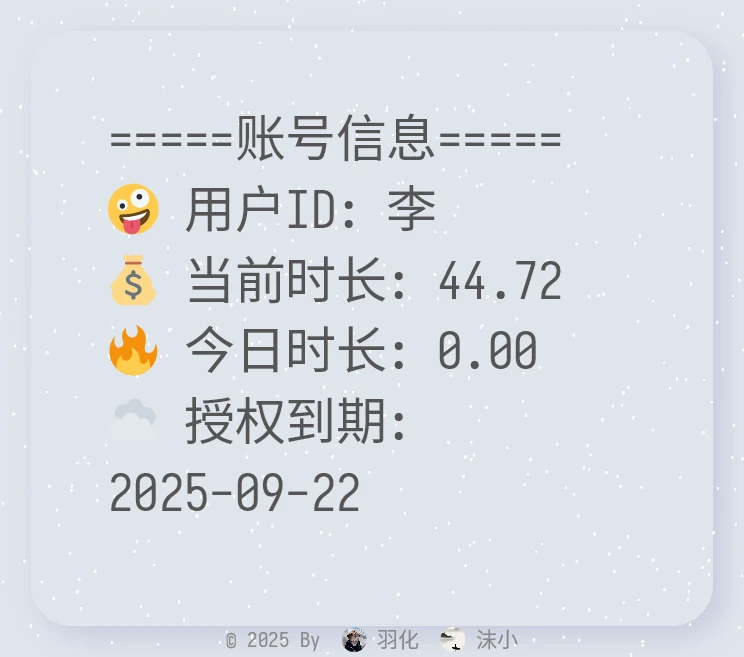 =====账号信息=====
🤪 用户ID: 李
💰 当前时长: 44.72
🔥 今日时长: 0.00
☁️ 授权到期:
2025-09-22
© 2025 By 羽化 沫小